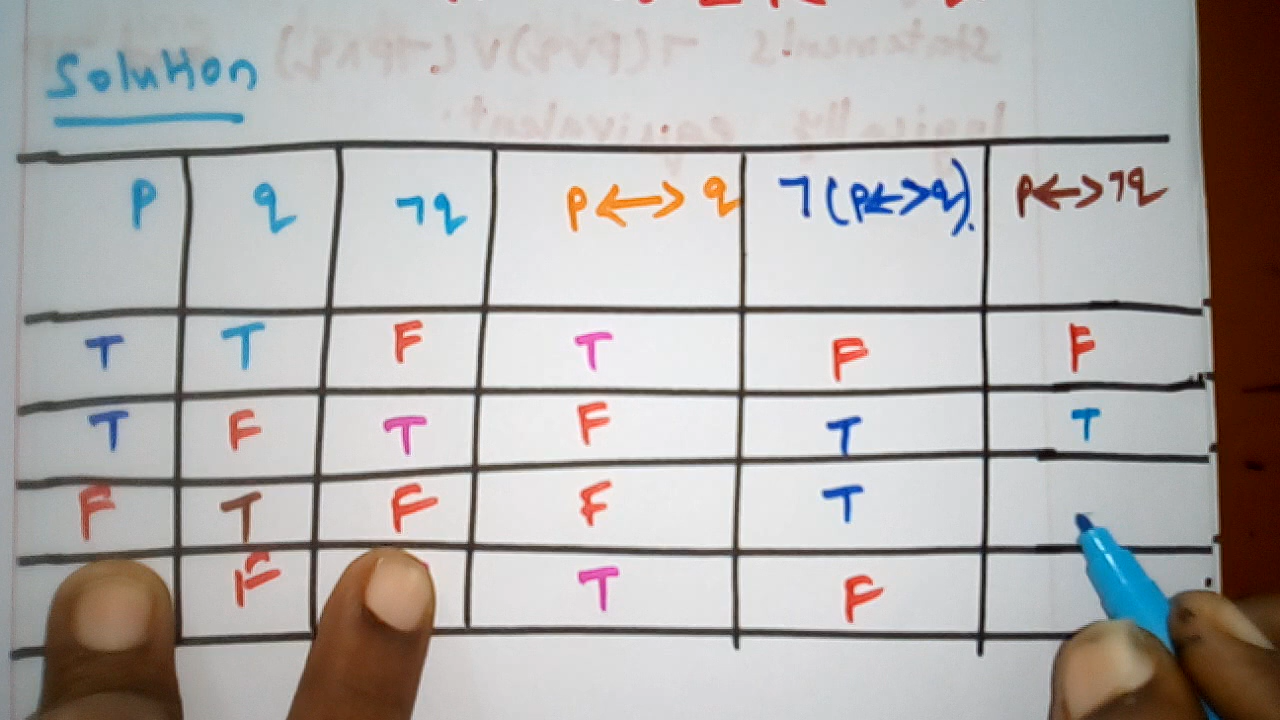 Solution
p q ¬q p ⟷ q ¬(p⟷q). p⟷¬q
T T F T F F
T F T F T T
F T F F T
F T F